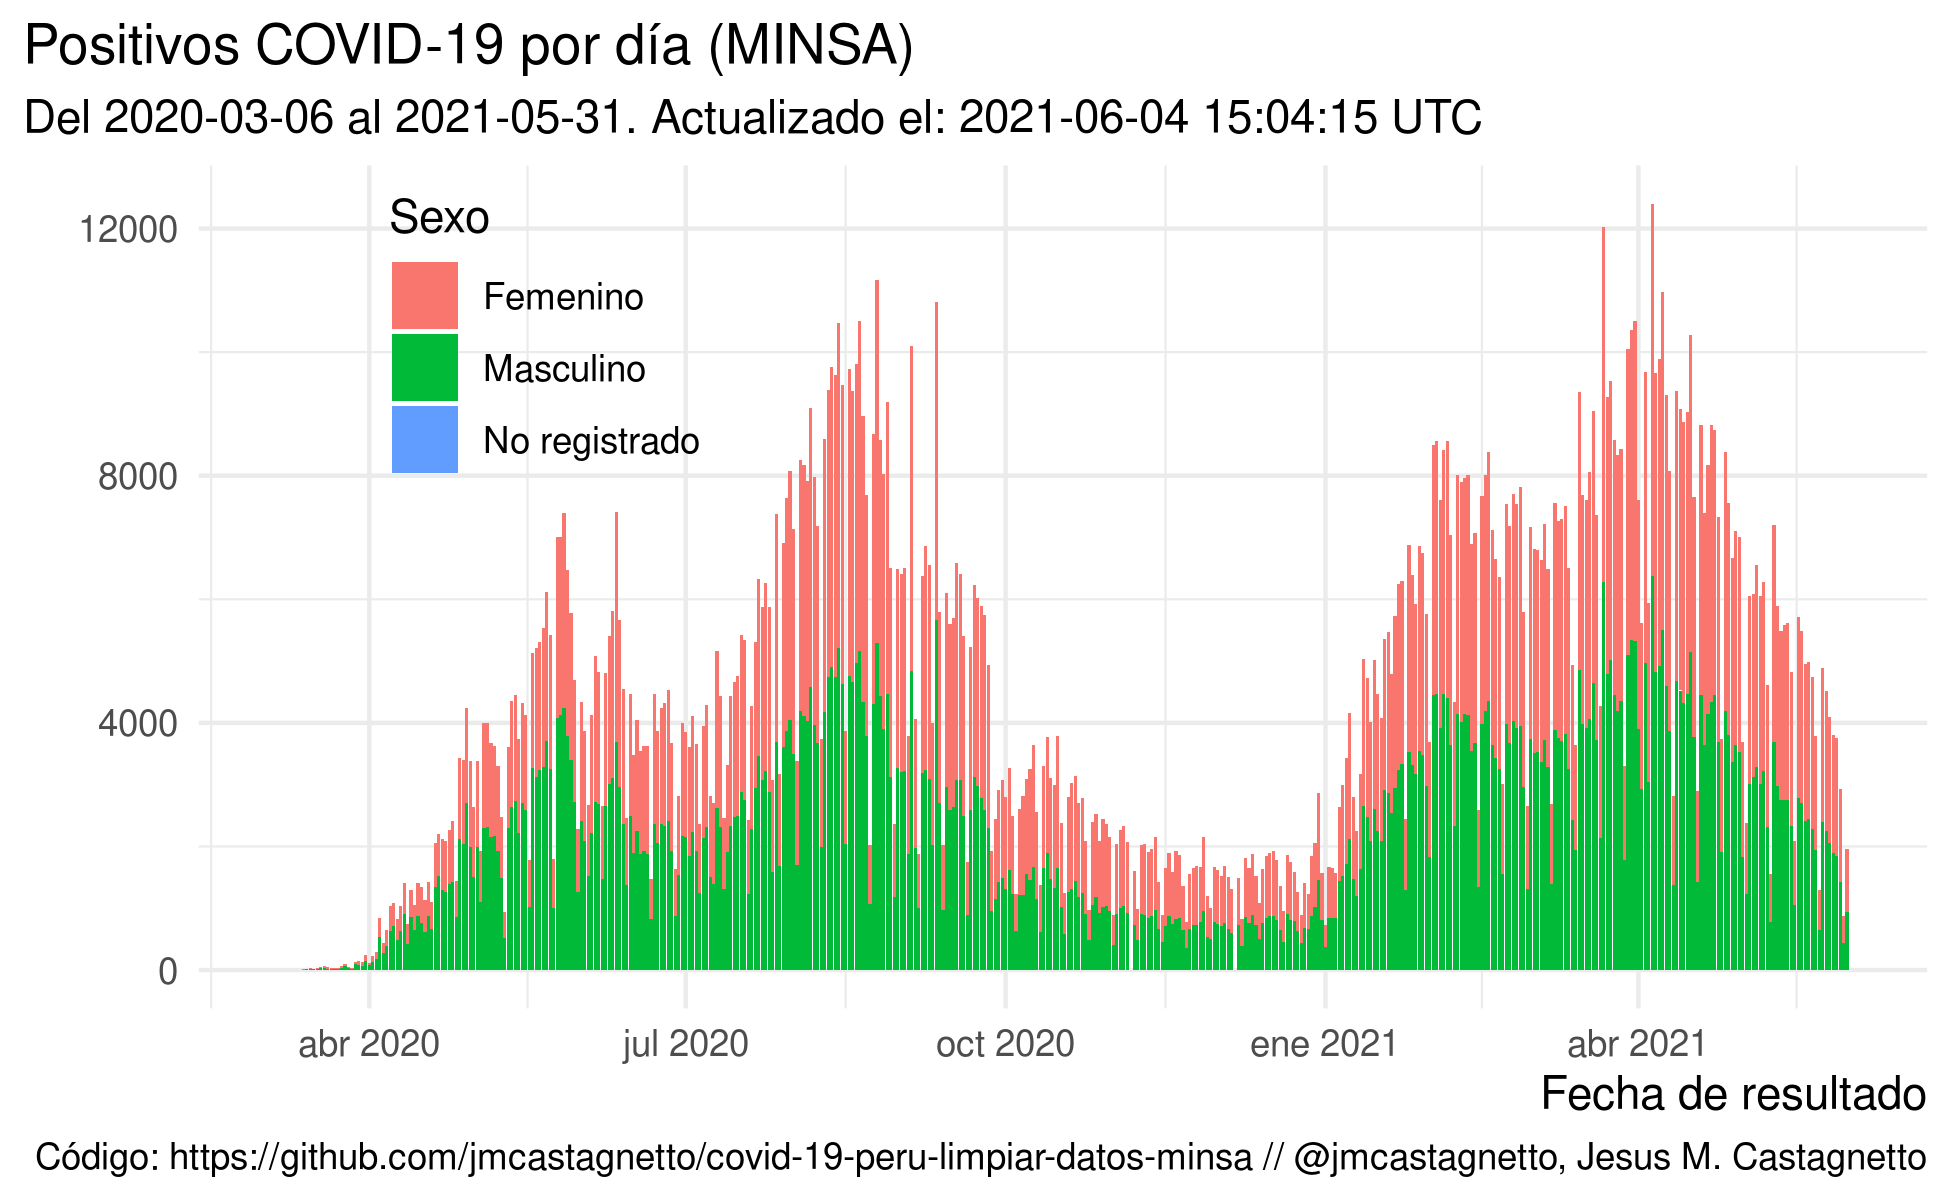 Positivos COVID-19 por día (MINSA)
Del 2020-03-06 al 2021-05-31. Actualizado el: 2021-06-04 15:04:15 UTC
Sexo
Femenino
Masculino
No registrado
12000
8000
4000
0
abr 2020
jul 2020
oct 2020
ene 2021
abr 2021
Fecha de resultado
Código: https://github.com/jmcastagnetto/covid-19-peru-limpiar-datos-minsa // @jmcastagnetto, Jesus M. Castagnetto